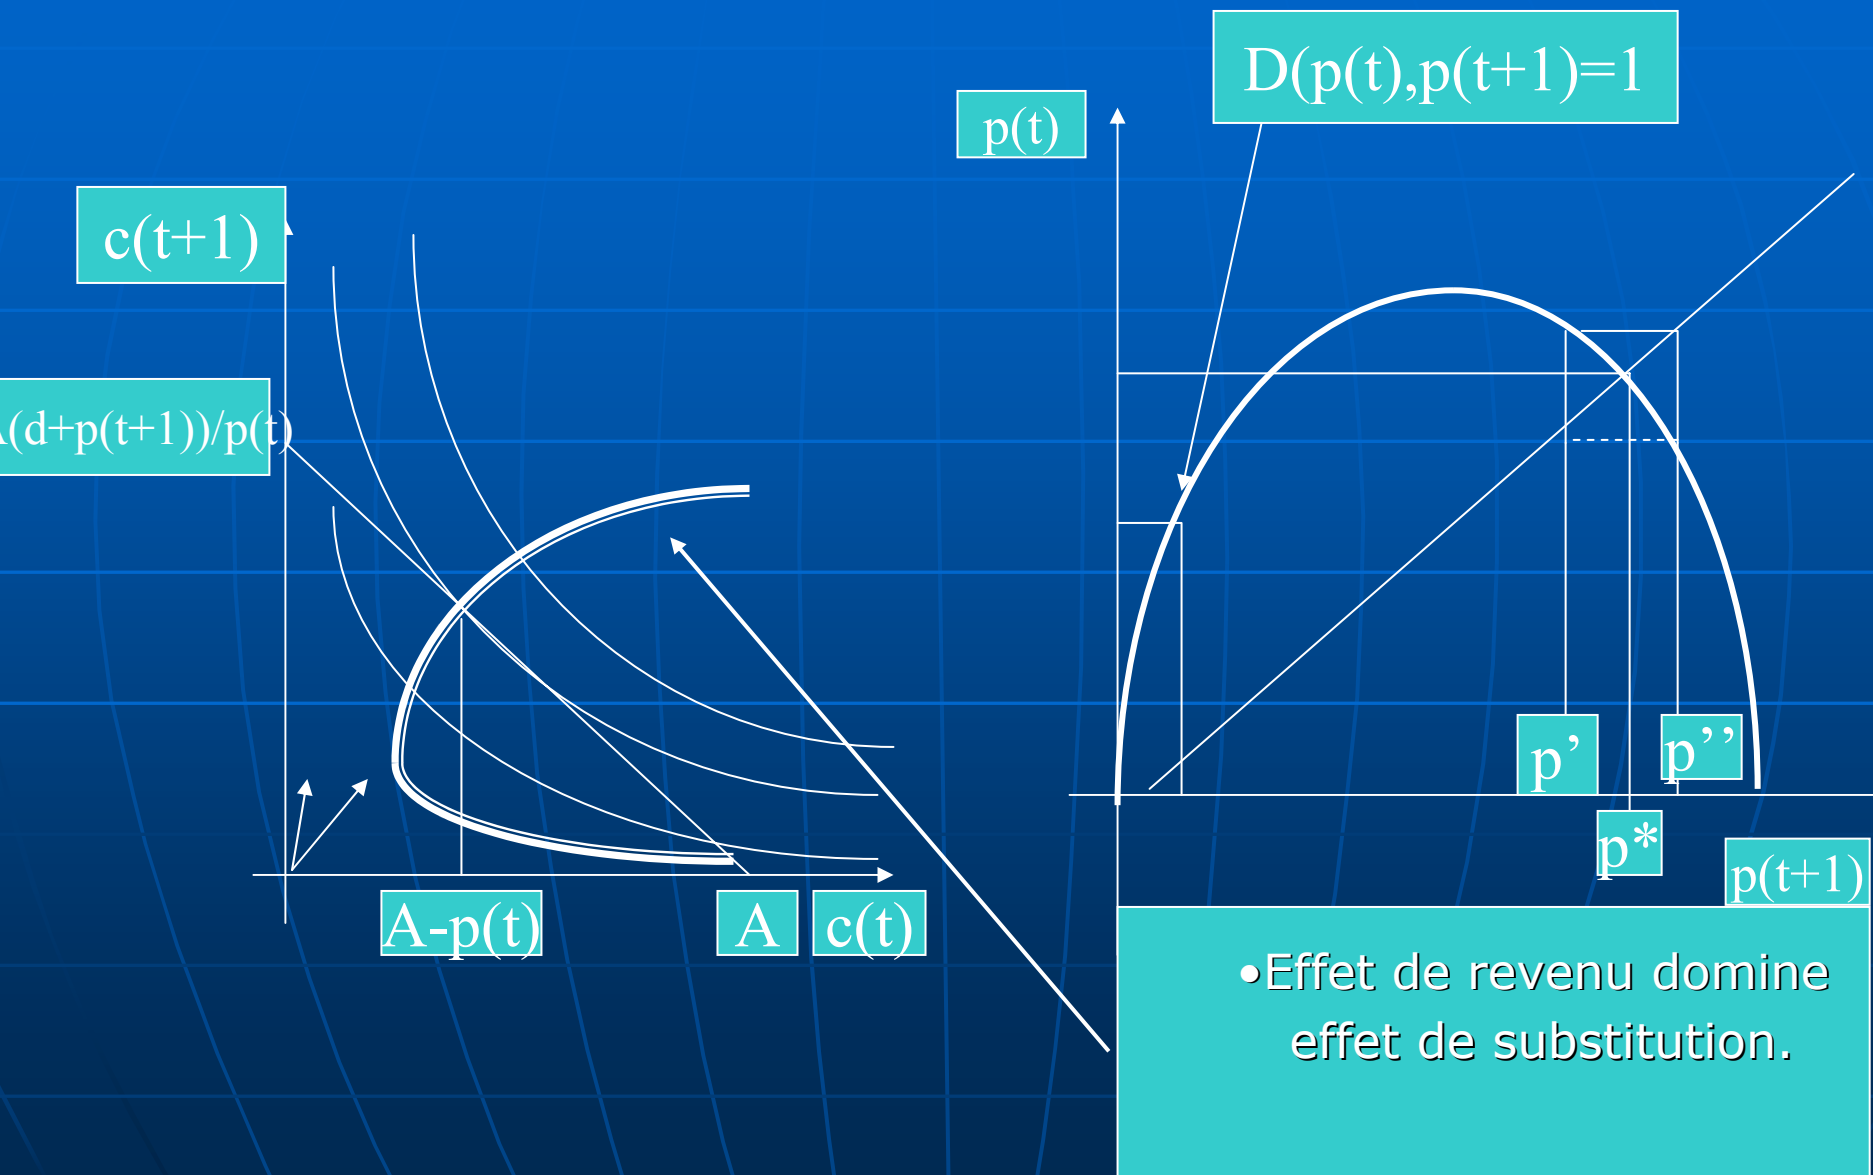 D(p(t),p(t+1)=1
p(t)
c(t+1)
(d+p(t+1))/p(t)
p’
p’’
p*
p(t+1)
A-p(t)
A
c(t)
•Effet de revenu domine
effet de substitution.